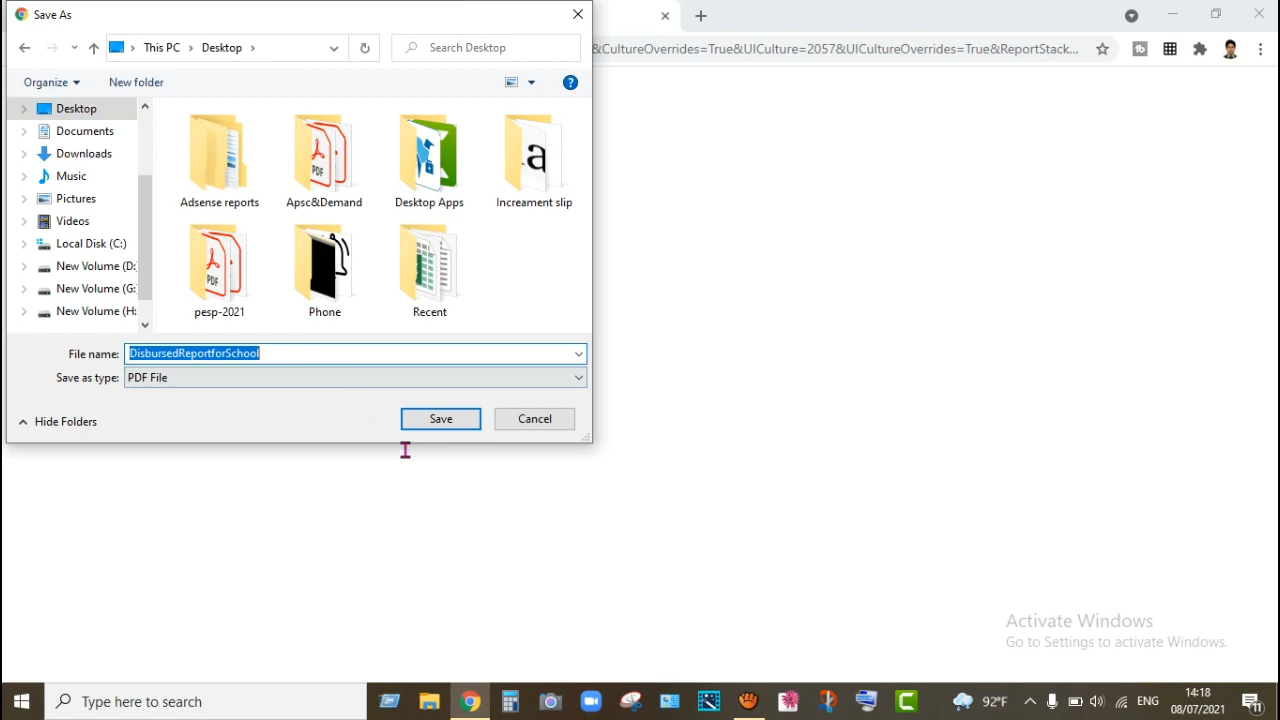 Save As
This PC
Desktop
Search Desktop
&CultureOverrides=True&UICulture=2057&UICultureOverrides=True&ReportStack...
Organize
New folder
Desktop
Documents
Downloads
Music
Pictures
Videos
Local Disk (C:)
New Volume (D:
New Volume (G:
New Volume (H:
Adsense reports
Apsc&Demand
Desktop Apps
Increament slip
PDF
a
pesp-2021
Phone
Recent
PDF
File name:
DisbursedReportforSchool
Save as type:
PDF File
Hide Folders
Save
Cancel
Activate Windows
Go to Settings to activate Windows.
Type here to search
92°F
ENG
14:18
08/07/2021
11